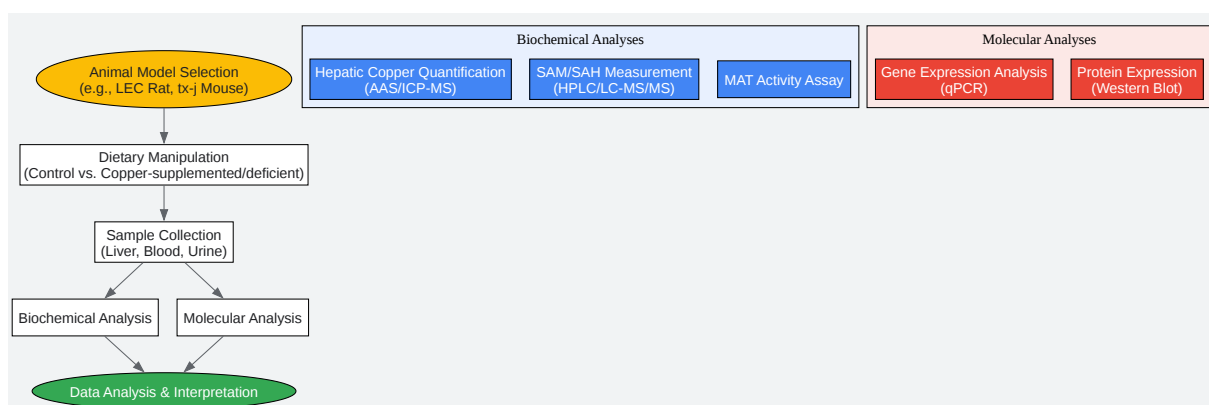 Animal Model Selection
(e.g., LEC Rat, tx-j Mouse)
Dietary Manipulation
(Control vs. Copper-supplemented/deficient)
Sample Collection
(Liver, Blood, Urine)
Biochemical Analysis
Molecular Analysis
Data Analysis & Interpretation
Biochemical Analyses
Hepatic Copper Quantification
(AAS/ICP-MS)
SAM/SAH Measurement
(HPLC/LC-MS/MS)
MAT Activity Assay
Molecular Analyses
Gene Expression Analysis
(qPCR)
Protein Expression
(Western Blot)